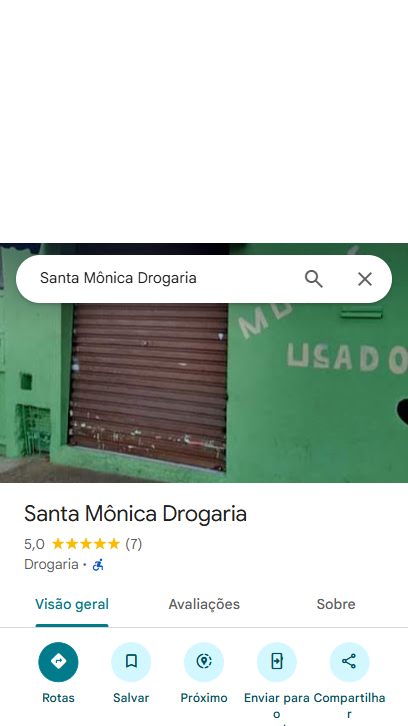 Santa Mônica Drogaria
USADO
Santa Mônica Drogaria
5,0 (7)
Drogaria ·
Visão geral Avaliações Sobre
Rotas Salvar Próximo Enviar para Compartilha
o r